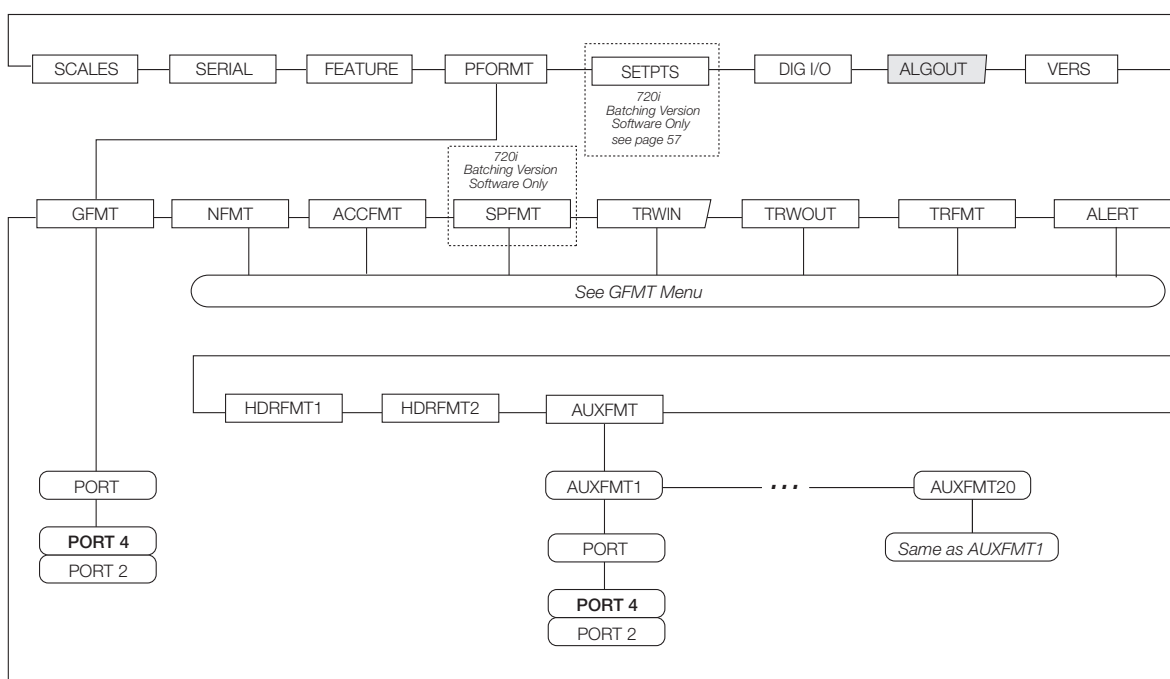 SCALES
SERIAL
FEATURE
PFORMT
SETPTS
DIG I/O
ALGOUT
VERS
720i
Batching Version
Software Only
see page 57
720i
Batching Version
Software Only
GFMT
NFMT
ACCFMT
SPFMT
TRWIN
TRWOUT
TRFMT
ALERT
See GFMT Menu
HDRFMT1
HDRFMT2
AUXFMT
PORT
AUXFMT1
...
AUXFMT20
PORT 4
PORT 2
PORT
Same as AUXFMT1
PORT 4
PORT 2